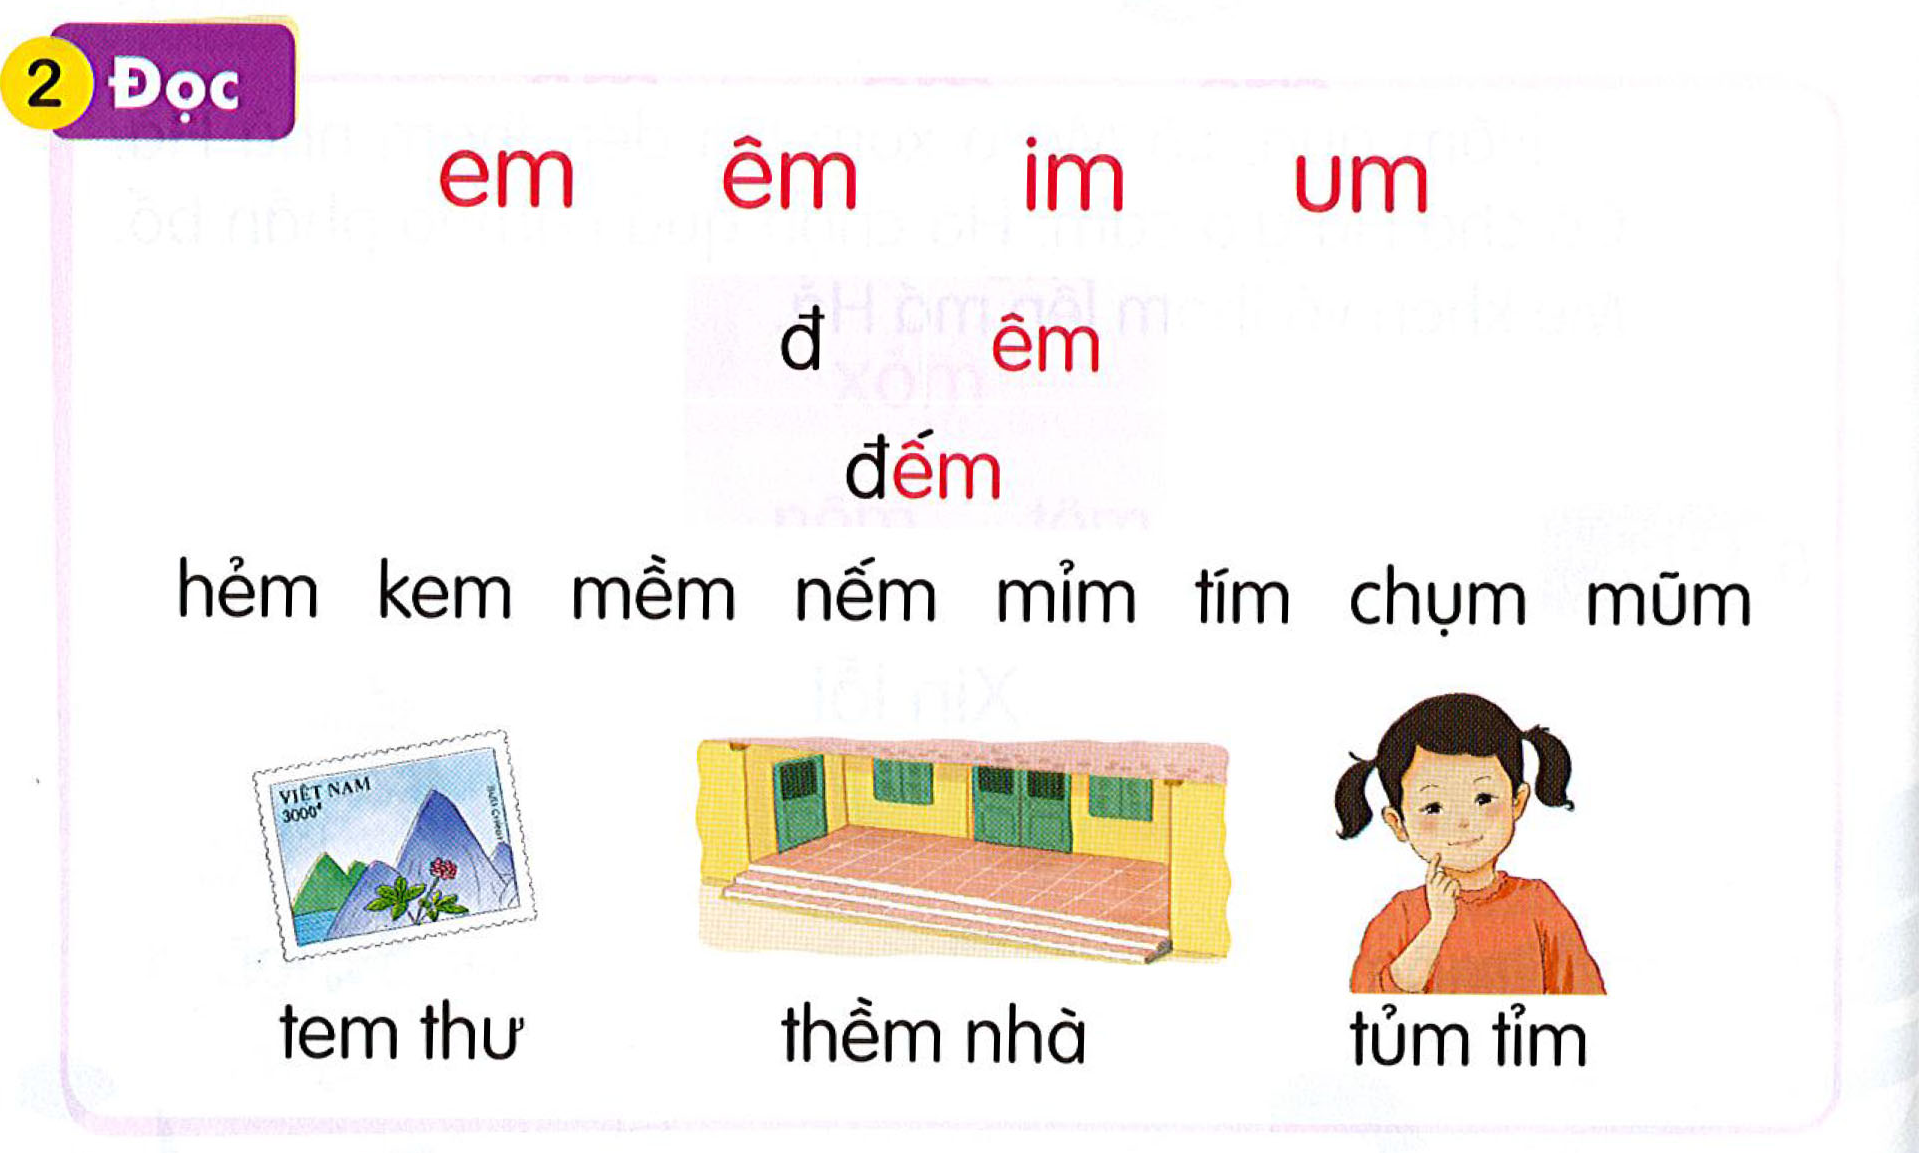 2 Đọc
em êm im um
đ êm
đếm
hẻm kem mềm nếm mỉm tím chụm mũm
VIỆT NAM
3000đ
tem thư thềm nhà tủm tỉm